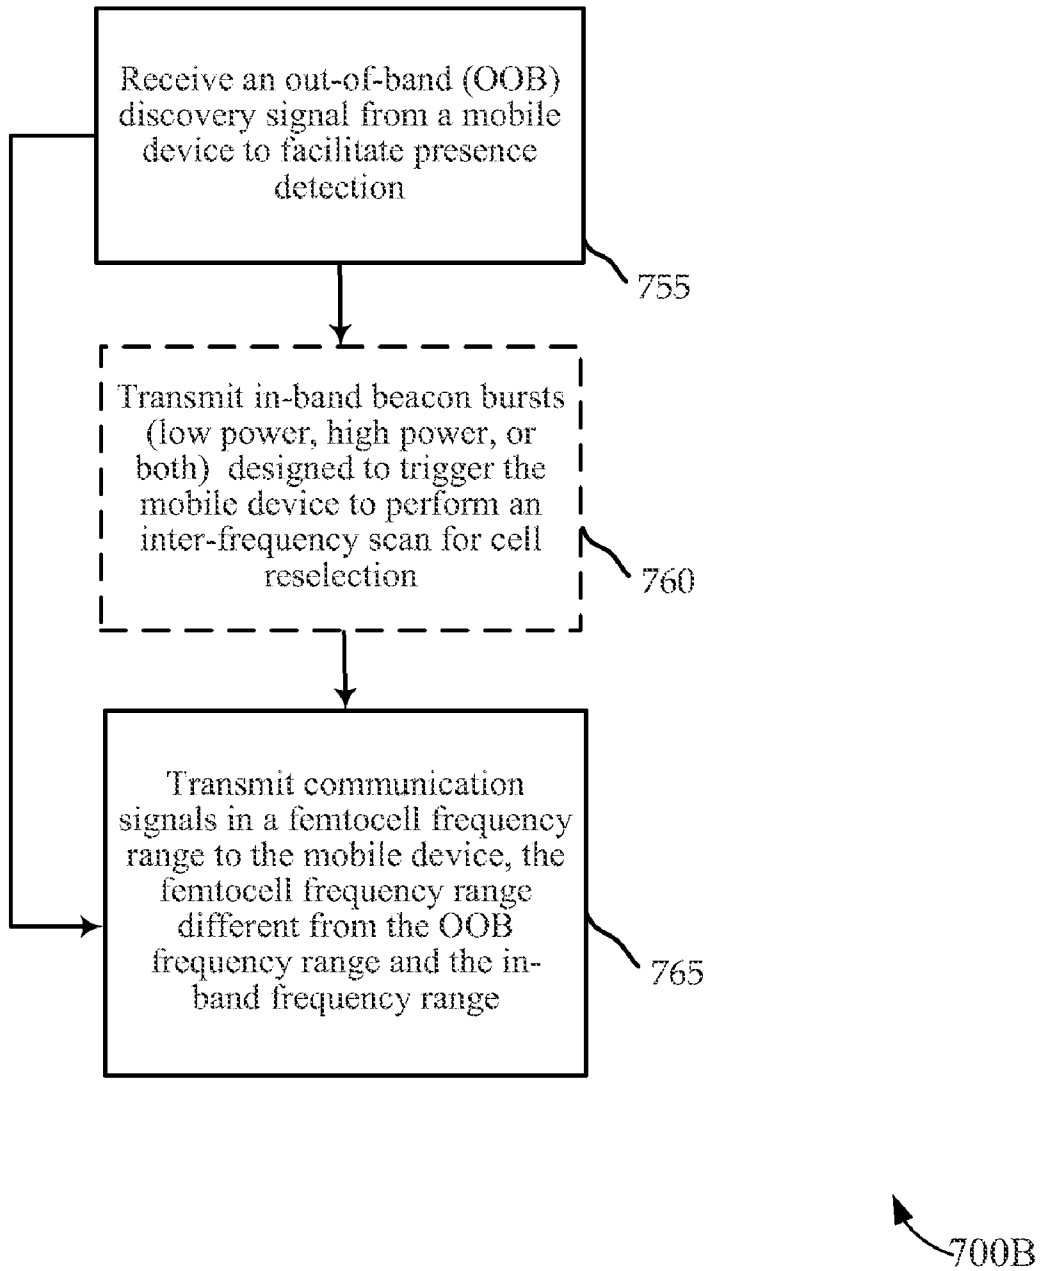 Receive an out-of-band (OOB)
discovery signal from a mobile
device to facilitate presence
detection
755
Transmit in-band beacon bursts
(low power, high power, or
both) designed to trigger the
mobile device to perform an
inter-frequency scan for cell
reselection
760
Transmit communication
signals in a femtocell frequency
range to the mobile device, the
femtocell frequency range
different from the OOB
frequency range and the in-
band frequency range
765
700B